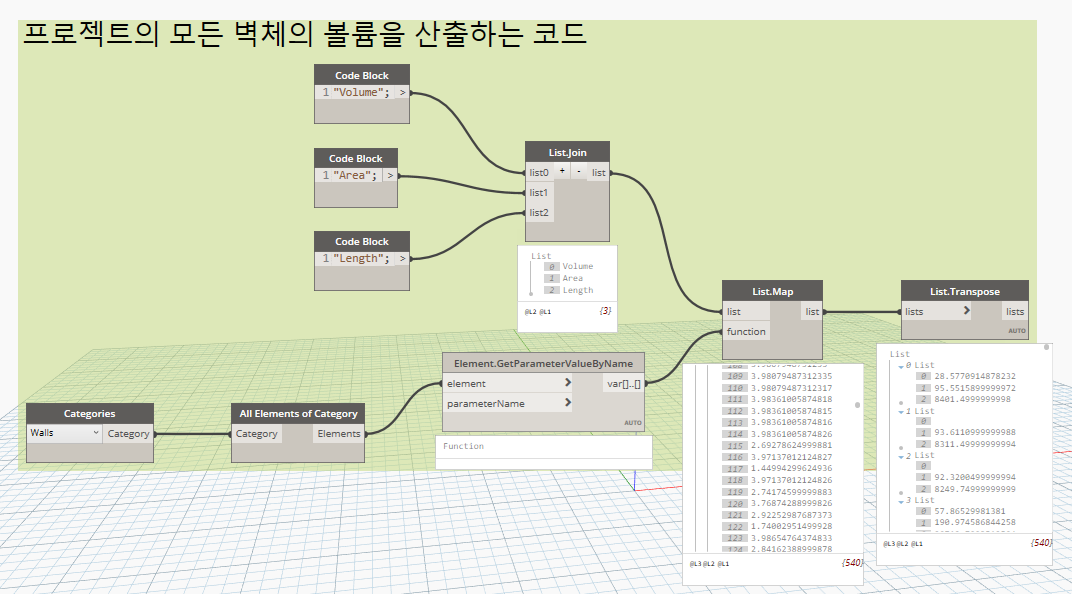 프로젝트의 모든 벽체의 볼륨을 산출하는 코드
Code Block
1 "Volume"; >
Code Block
1 "Area"; >
Code Block
1 "Length"; >
List.Join
list0 + - list
list1
list2
List
0 Volume
1 Area
2 Length
@L2 @L1 {3}
Categories
Walls Category
All Elements of Category
Category Elements
Element.GetParameterValueByName
element > var[]..[]
parameterName >
AUTO
Function
List.Map
list list
function
109 3.98079487312335
110 3.98079487312317
111 3.98361005874818
112 3.98361005874815
113 3.98361005874816
114 3.98361005874826
115 2.69278624999881
116 3.97137012124827
117 1.44994299624936
118 3.97137012124826
119 2.74174599999883
120 3.76874288999826
121 2.92252987687373
122 1.74002951499928
123 3.98654764374833
124 2.84162388999878
@L3 @L2 @L1 {540}
List.Transpose
lists > lists
AUTO
List
0 List
0 28.5770914878232
1 95.5515899999972
2 8401.4999999998
1 List
0
1 93.6110999999988
2 8311.49999999994
2 List
0
1 92.3200499999994
2 8249.74999999999
3 List
0 57.86529981381
1 190.974586844258
@L3 @L2 @L1 {540}